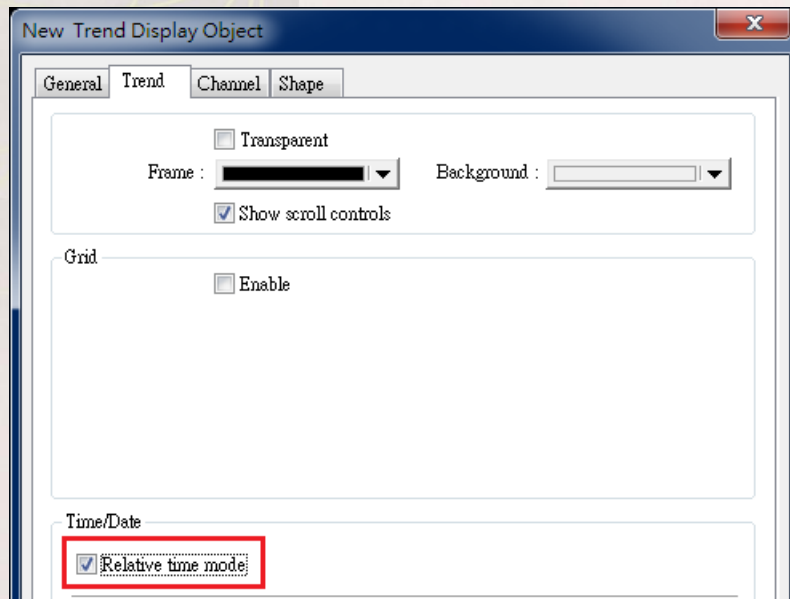 New Trend Display Object
General Trend Channel Shape
Transparent
Frame : Background :
Show scroll controls
Grid
Enable
Time/Date
Relative time mode